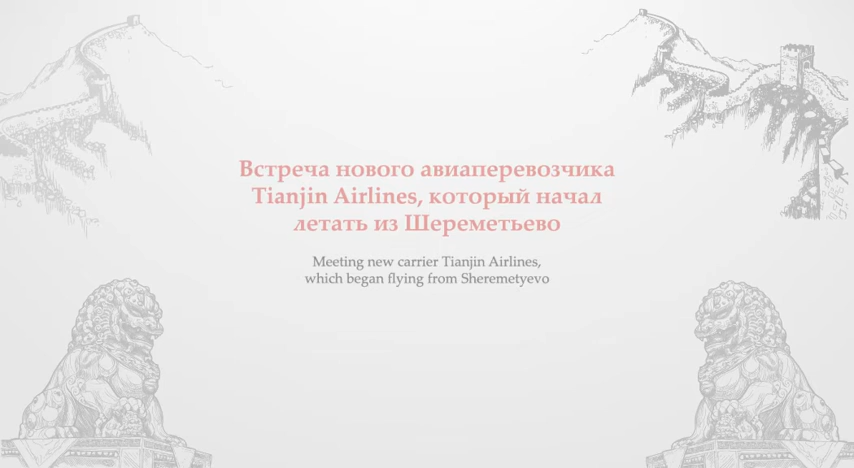 Встреча нового авиаперевозчика
Tianjin Airlines, который начал
летать из Шереметьево
Meeting new carrier Tianjin Airlines,
which began flying from Sheremetyevo